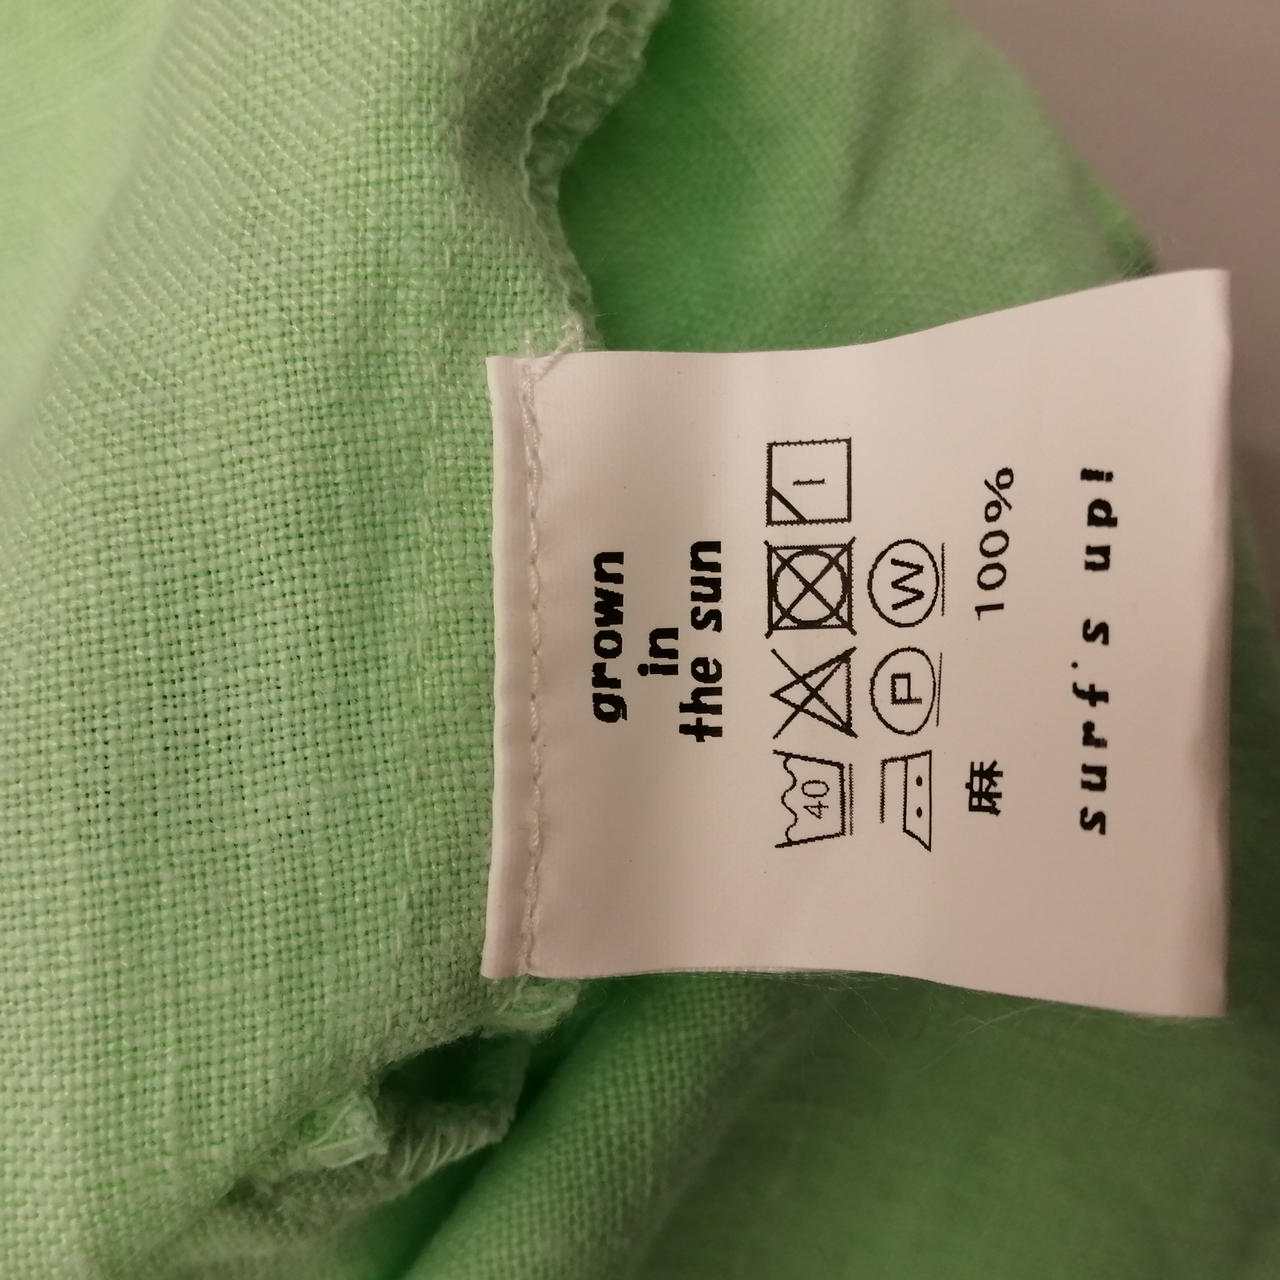 grown
in
the sun
40
P W
麻 100%
surf's up!